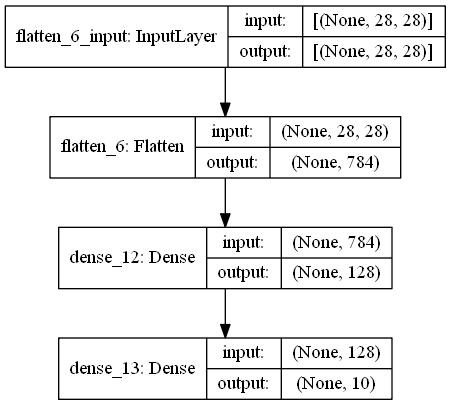 flatten_6_input: InputLayer
input:
[(None, 28, 28)]
output:
[(None, 28, 28)]
flatten_6: Flatten
input:
(None, 28, 28)
output:
(None, 784)
dense_12: Dense
input:
(None, 784)
output:
(None, 128)
dense_13: Dense
input:
(None, 128)
output:
(None, 10)